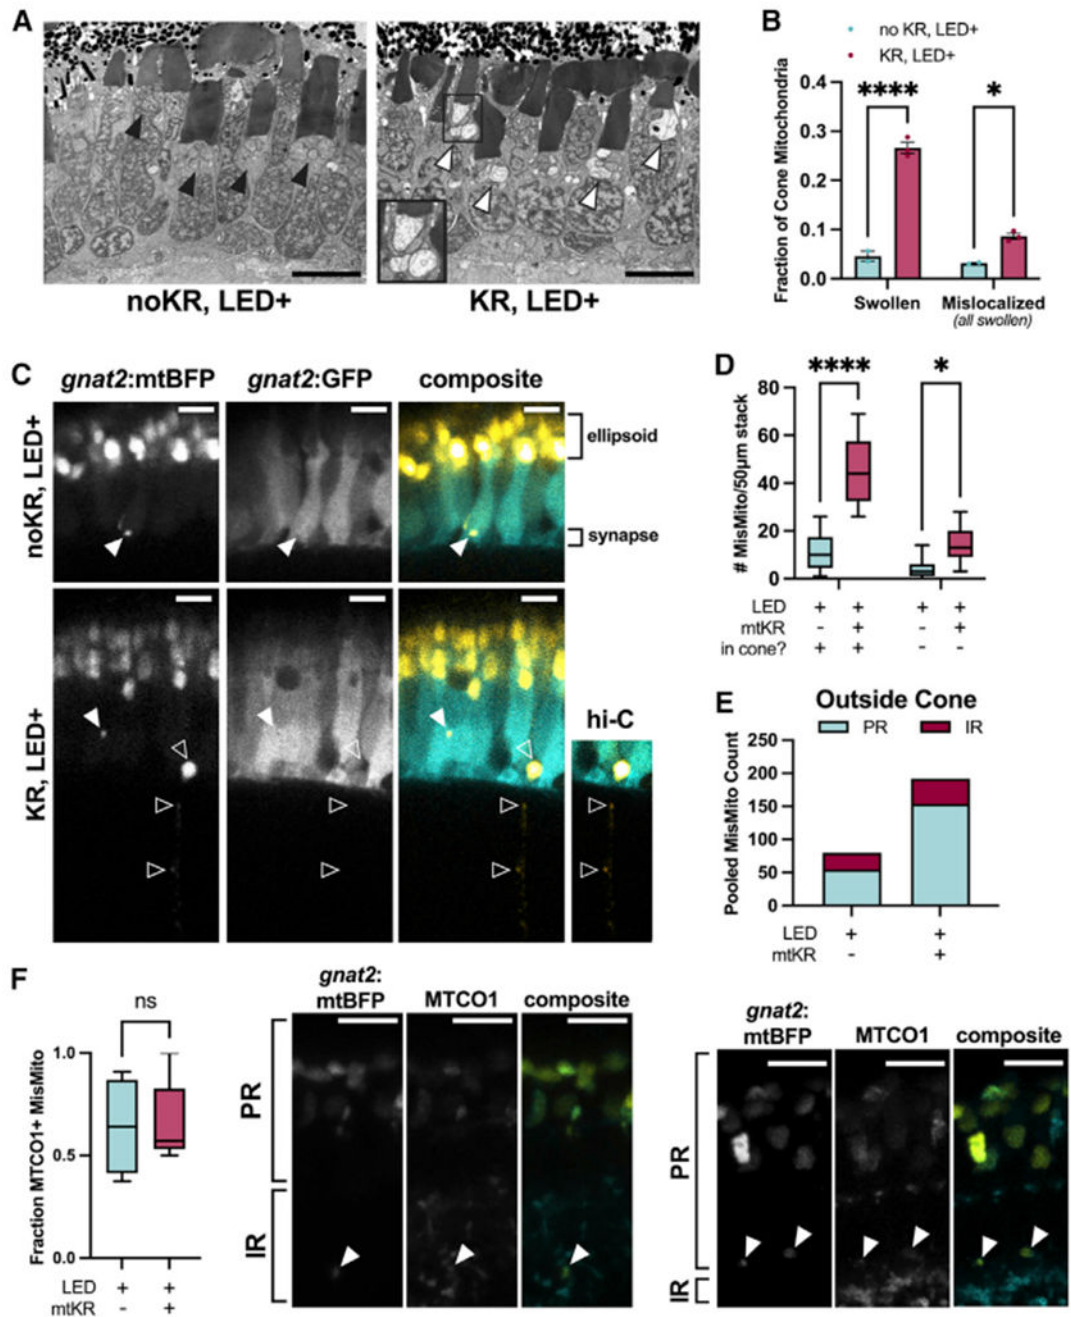 A
noKR, LED+
KR, LED+
B
no KR, LED+
KR, LED+
Fraction of Cone Mitochondria
0.4
0.3
0.2
0.1
0.0
****
*
Swollen
Mislocalized
(all swollen)
C
gnat2:mtBFP
gnat2:GFP
composite
noKR, LED+
ellipsoid
synapse
KR, LED+
hi-C
D
# MisMito/50µm stack
80
60
40
20
0
****
*
LED + + + +
mtKR - + - +
in cone? + + - -
E
Outside Cone
PR IR
Pooled MisMito Count
250
200
150
100
50
0
LED + +
mtKR - +
F
Fraction MTCO1+ MisMito
ns
1.0
0.5
0.0
LED + +
mtKR - +
gnat2:
mtBFP MTCO1 composite
PR
IR
gnat2:
mtBFP MTCO1 composite
PR
IR